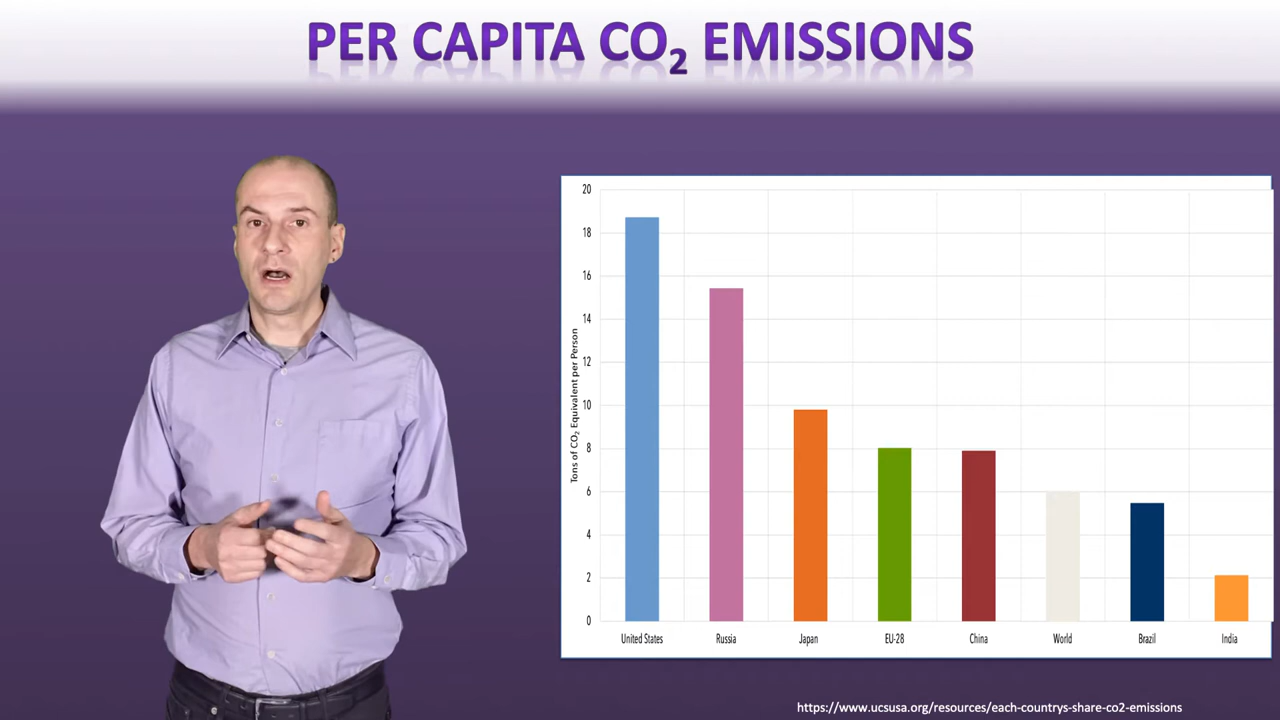 PER CAPITA CO₂ EMISSIONS
20
18
16
14
12
10
8
6
4
2
0
Tons of CO₂ Equivalent per Person
United States Russia Japan EU-28 China World Brazil India
https://www.ucsusa.org/resources/each-countrys-share-co2-emissions